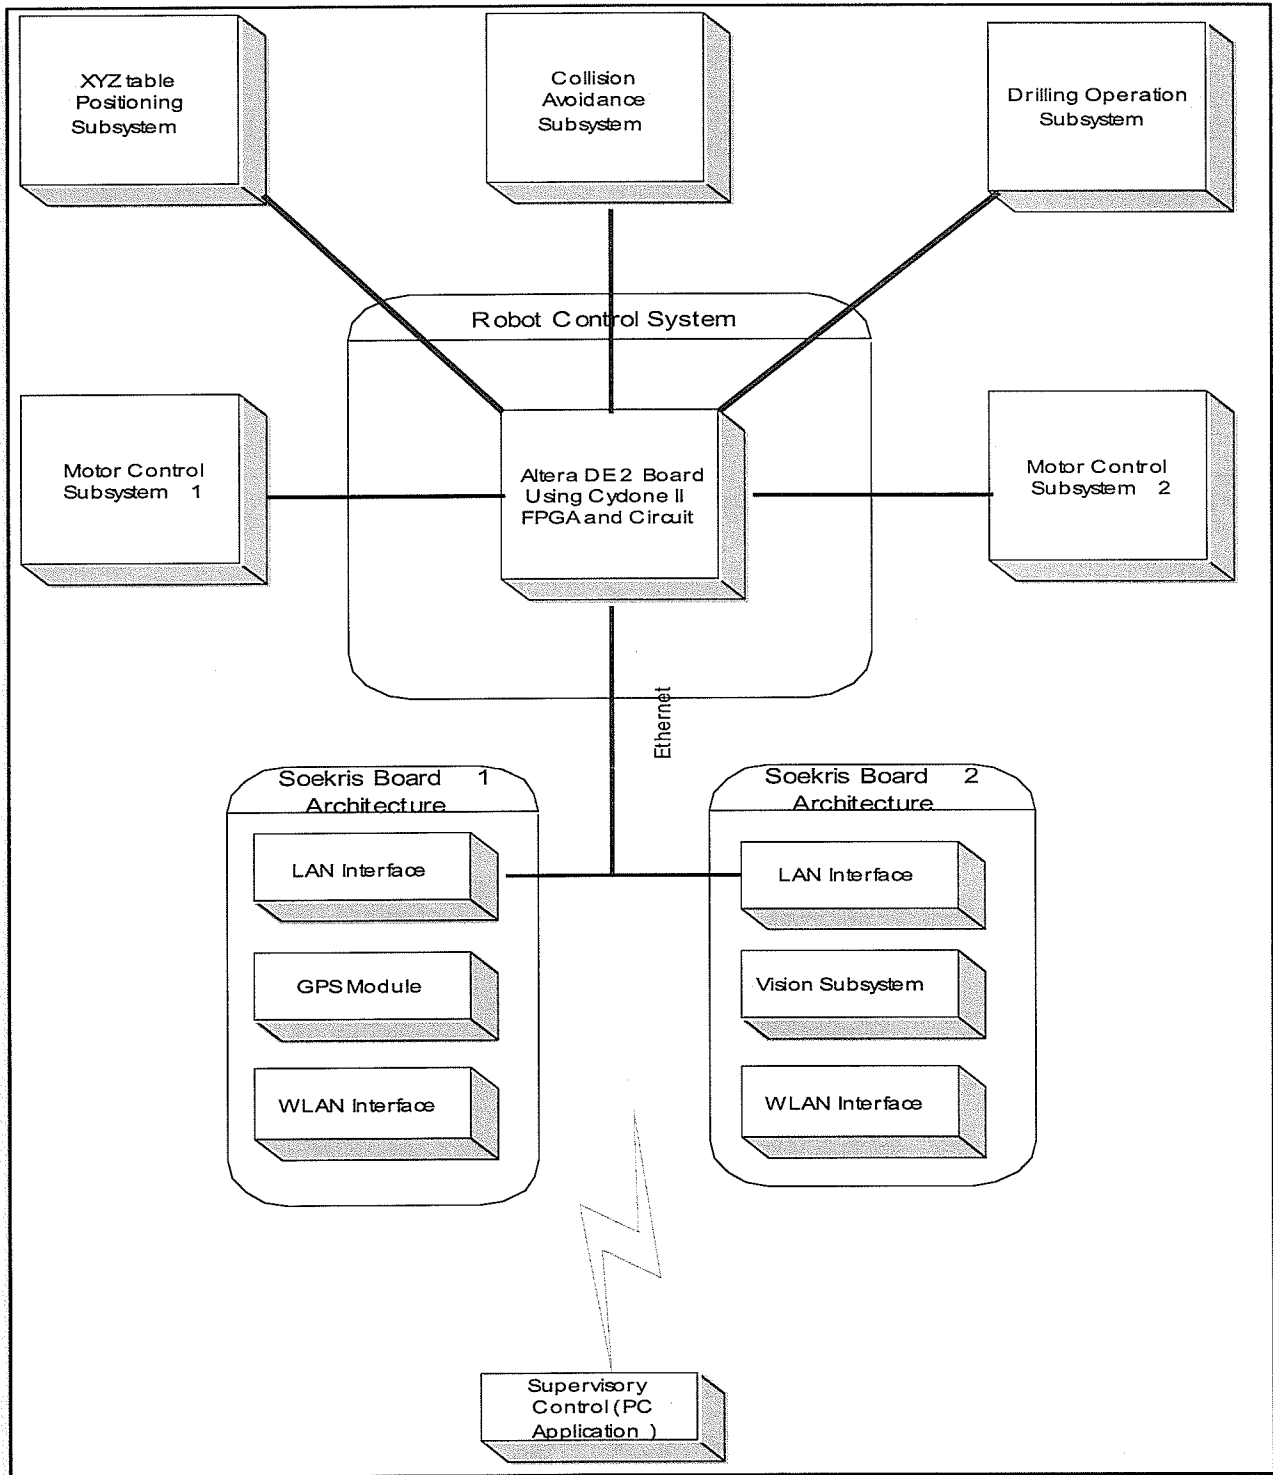 XYZ table
Positioning
Subsystem
Collision
Avoidance
Subsystem
Drilling Operation
Subsystem
Robot Control System
Motor Control
Subsystem 1
Altera DE2 Board
Using Cyclone II
FPGA and Circuit
Motor Control
Subsystem 2
Ethernet
Soekris Board 1
Architecture
Soekris Board 2
Architecture
LAN Interface
LAN Interface
GPS Module
Vision Subsystem
WLAN Interface
WLAN Interface
Supervisory
Control (PC
Application )